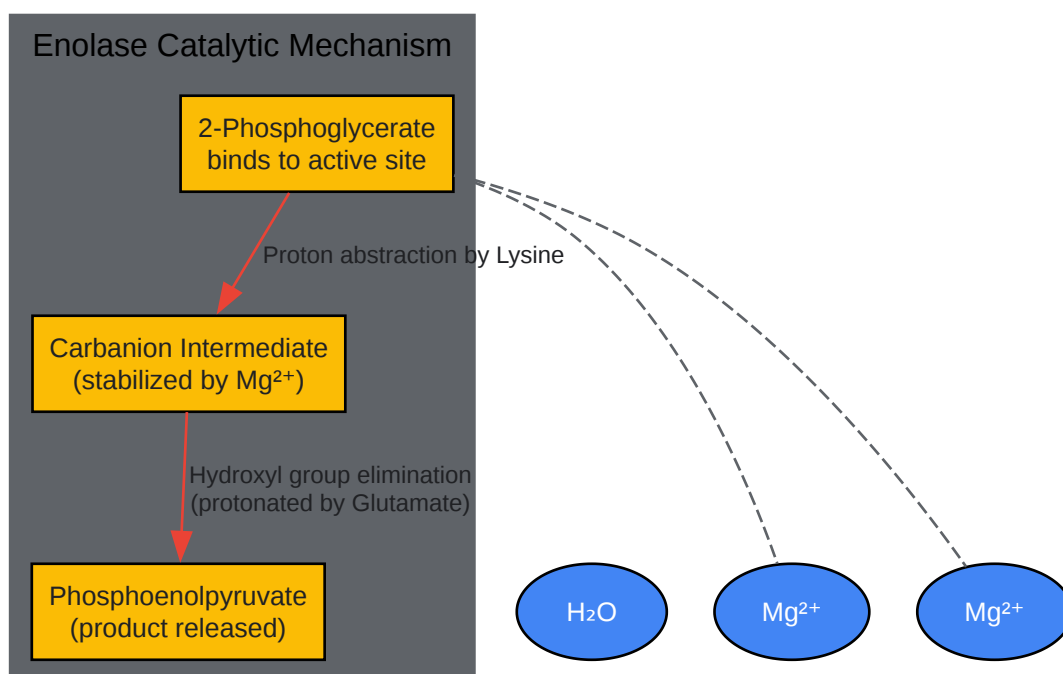 Enolase Catalytic Mechanism
2-Phosphoglycerate
binds to active site
Proton abstraction by Lysine
Carbanion Intermediate
(stabilized by Mg²⁺)
Hydroxyl group elimination
(protonated by Glutamate)
Phosphoenolpyruvate
(product released)
H₂O
Mg²⁺
Mg²⁺